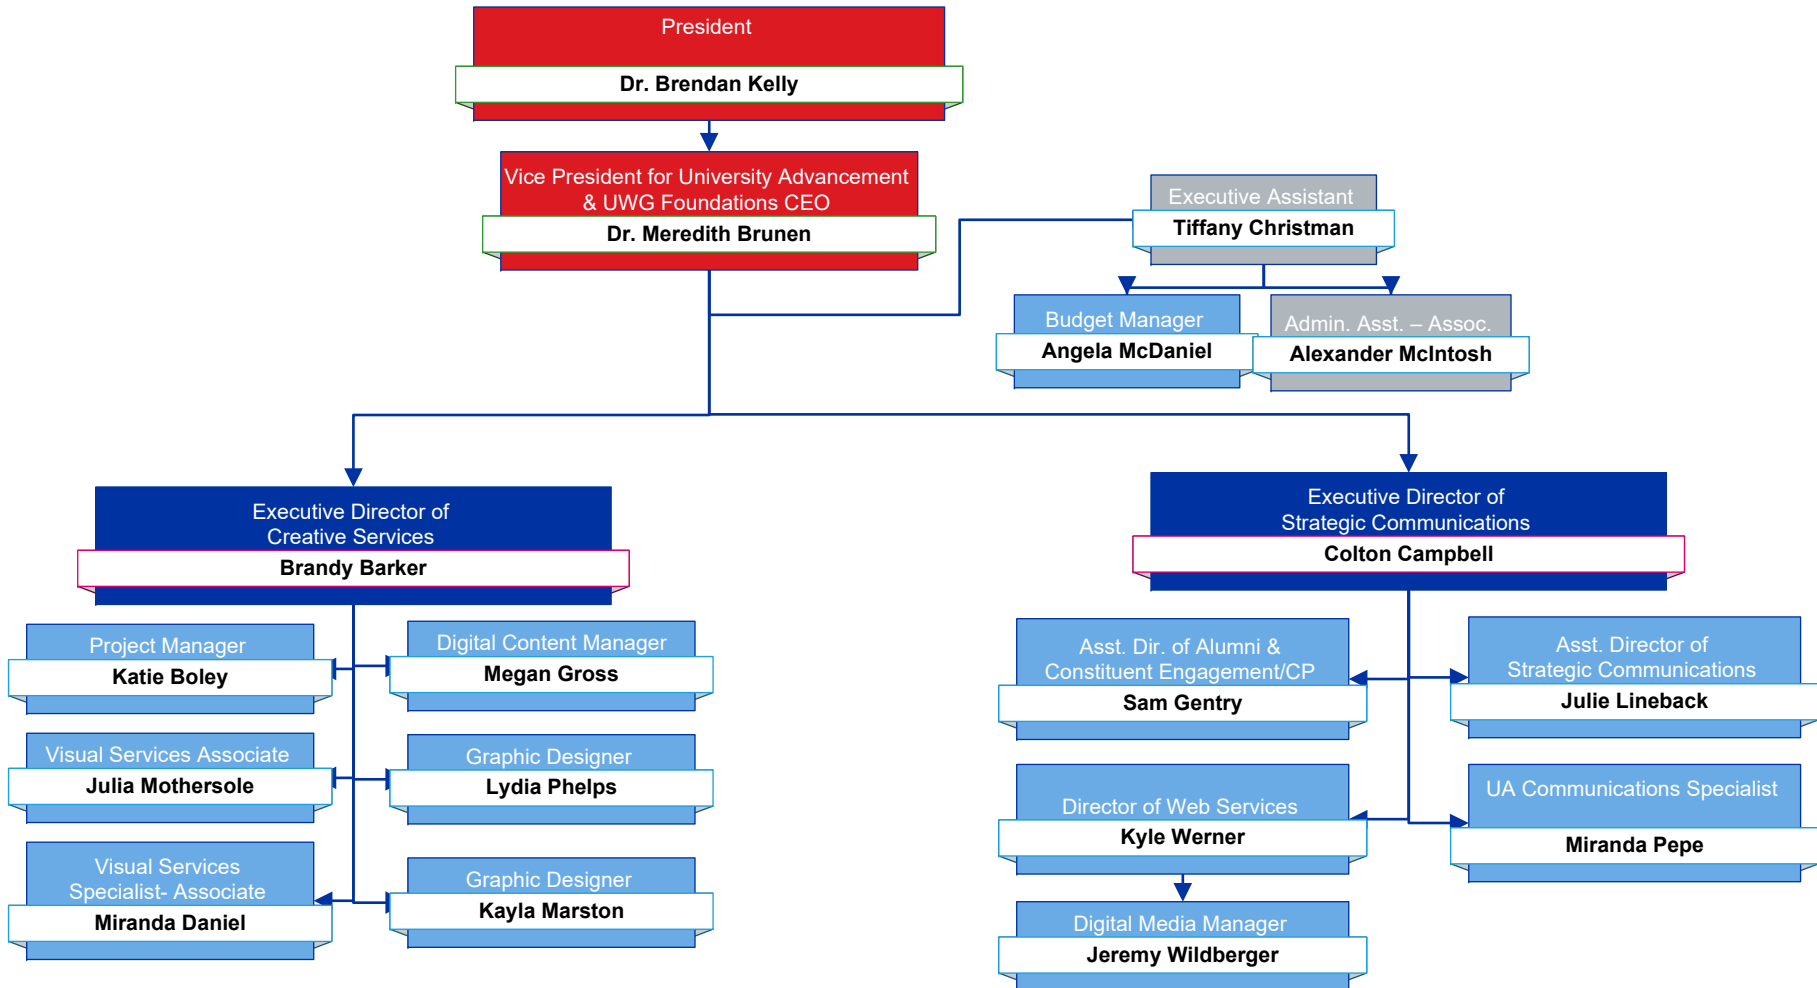 President
Dr. Brendan Kelly
Vice President for University Advancement
& UWG Foundations CEO
Dr. Meredith Brunen
Executive Assistant
Tiffany Christman
Budget Manager
Angela McDaniel
Admin. Asst. – Assoc.
Alexander McIntosh
Executive Director of
Creative Services
Brandy Barker
Project Manager
Katie Boley
Digital Content Manager
Megan Gross
Visual Services Associate
Julia Mothersole
Graphic Designer
Lydia Phelps
Visual Services
Specialist- Associate
Miranda Daniel
Graphic Designer
Kayla Marston
Executive Director of
Strategic Communications
Colton Campbell
Asst. Dir. of Alumni &
Constituent Engagement/CP
Sam Gentry
Asst. Director of
Strategic Communications
Julie Lineback
Director of Web Services
Kyle Werner
UA Communications Specialist
Miranda Pepe
Digital Media Manager
Jeremy Wildberger